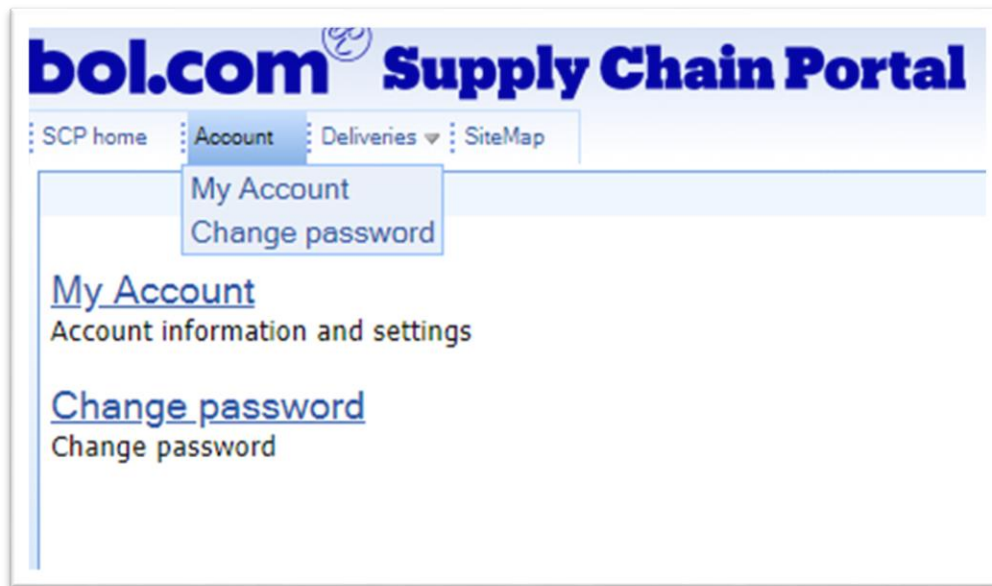 bol.com Supply Chain Portal
SCP home Account Deliveries SiteMap
My Account
Change password
My Account
Account information and settings
Change password
Change password